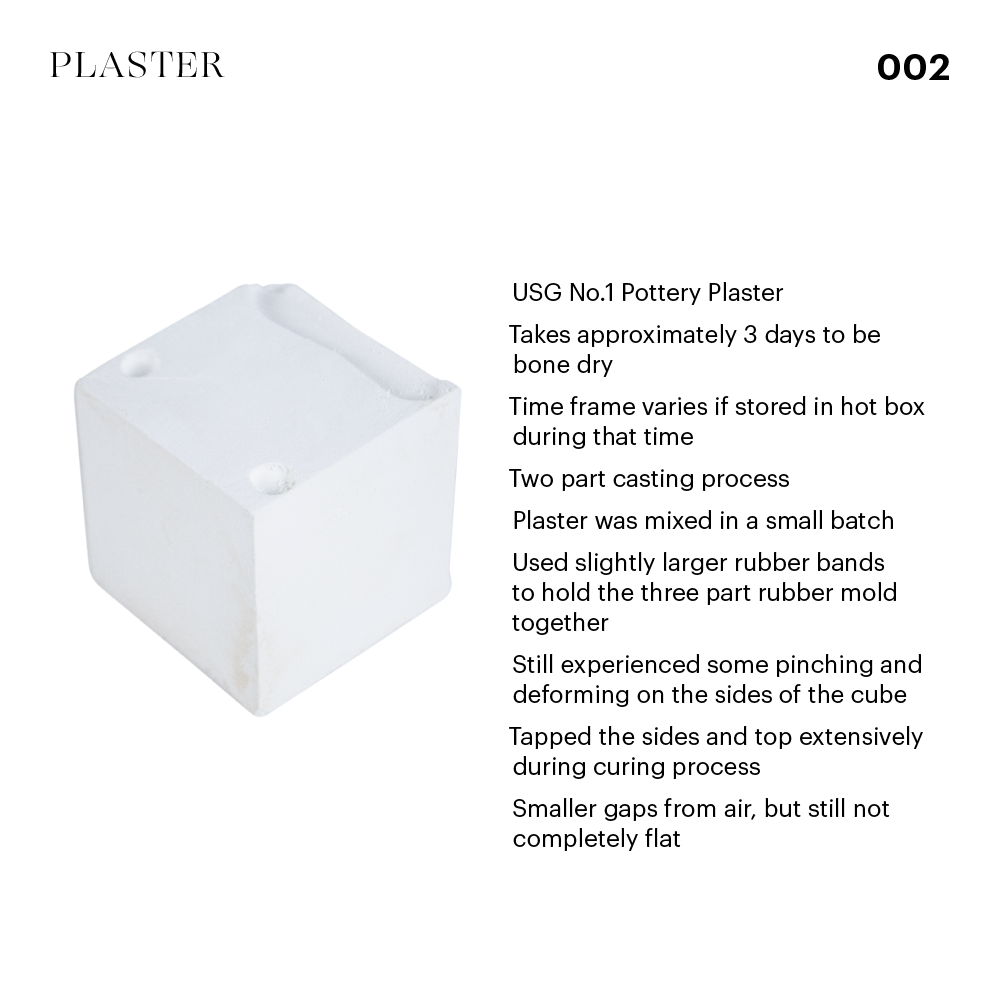 PLASTER
002
USG No.1 Pottery Plaster
Takes approximately 3 days to be
bone dry
Time frame varies if stored in hot box
during that time
Two part casting process
Plaster was mixed in a small batch
Used slightly larger rubber bands
to hold the three part rubber mold
together
Still experienced some pinching and
deforming on the sides of the cube
Tapped the sides and top extensively
during curing process
Smaller gaps from air, but still not
completely flat